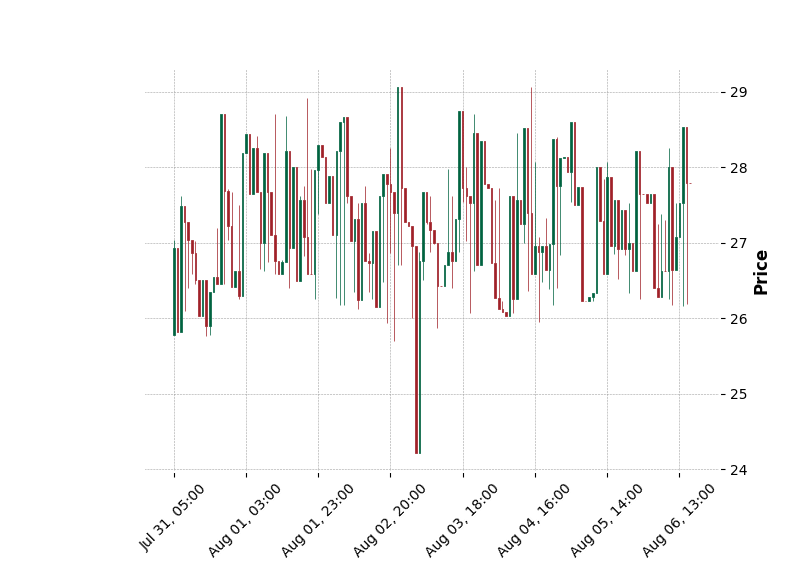 29
28
27
26
25
24
Price
Jul 31, 05:00
Aug 01, 03:00
Aug 01, 23:00
Aug 02, 20:00
Aug 03, 18:00
Aug 04, 16:00
Aug 05, 14:00
Aug 06, 13:00